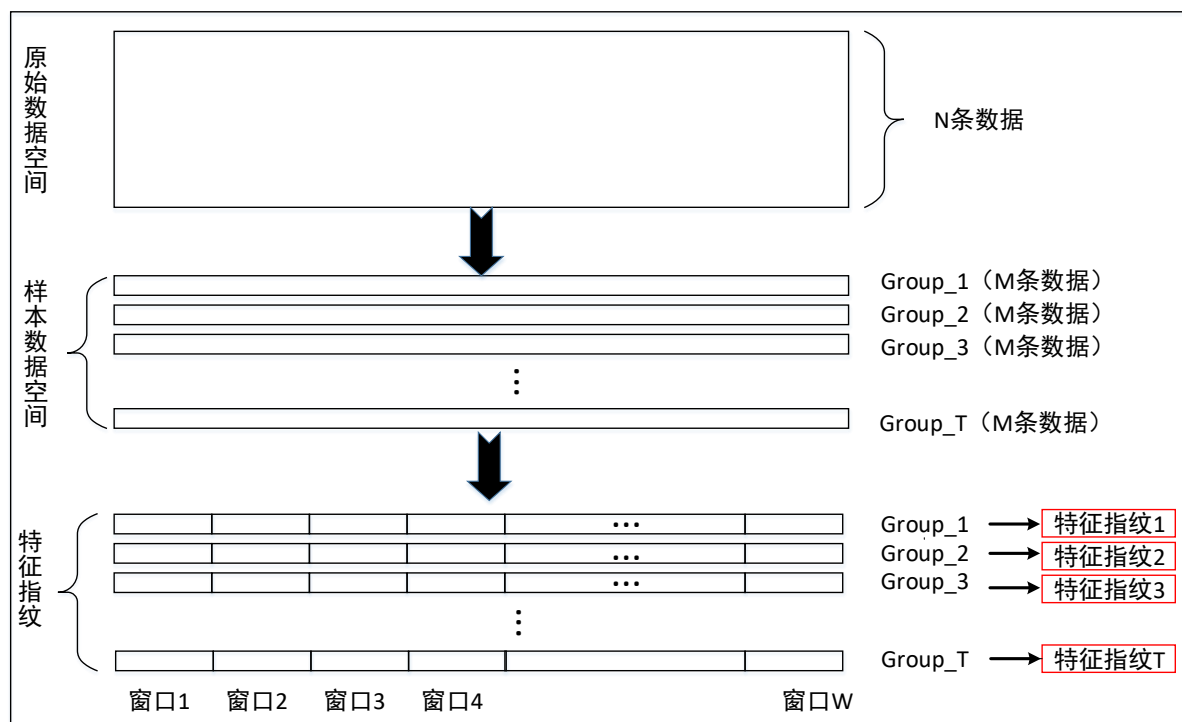 原始数据空间
N条数据
样本数据空间
Group_1（M条数据）
Group_2（M条数据）
Group_3（M条数据）
⋮
Group_T（M条数据）
特征指纹
...
Group_1
特征指纹1
...
Group_2
特征指纹2
...
Group_3
特征指纹3
⋮
Group_T
特征指纹T
窗口1
窗口2
窗口3
窗口4
窗口W